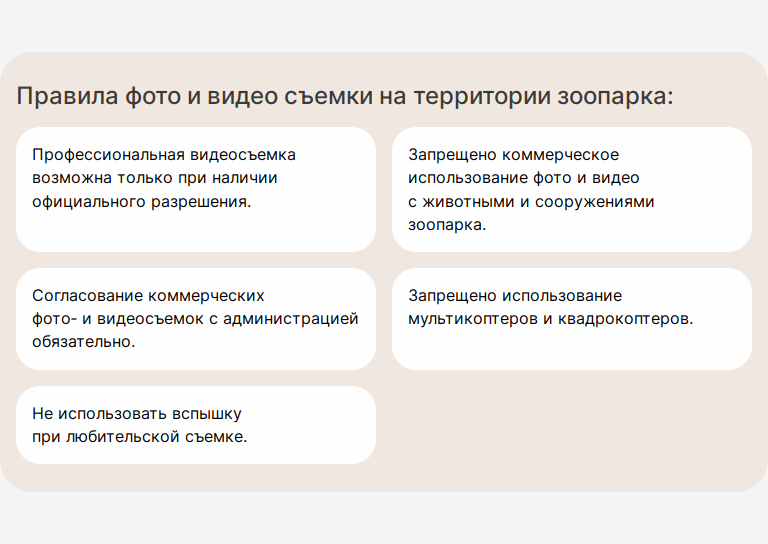 Правила фото и видео съемки на территории зоопарка:
Профессиональная видеосъемка
возможна только при наличии
официального разрешения.
Запрещено коммерческое
использование фото и видео
с животными и сооружениями
зоопарка.
Согласование коммерческих
фото- и видеосъемок с администрацией
обязательно.
Запрещено использование
мультикоптеров и квадрокоптеров.
Не использовать вспышку
при любительской съемке.